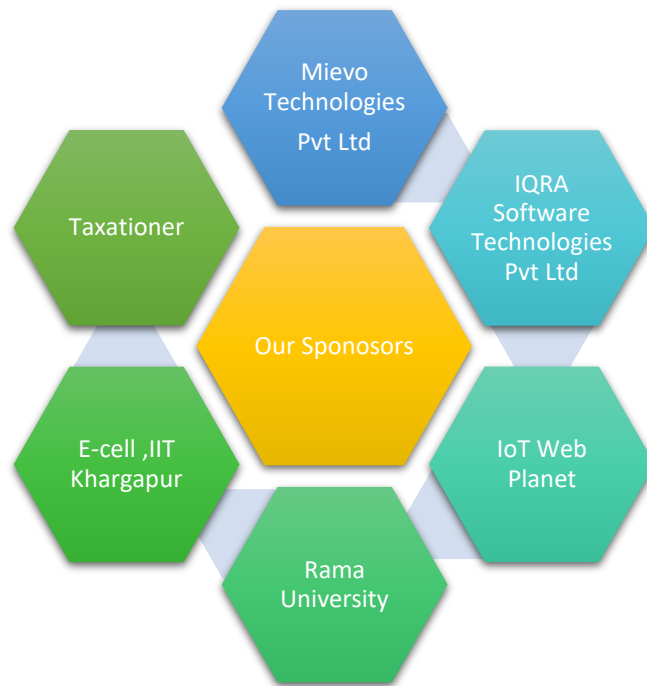 Mievo
Technologies
Pvt Ltd
IQRA
Software
Technologies
Pvt Ltd
Taxationer
Our Sponosors
E-cell ,IIT
Khargapur
IoT Web
Planet
Rama
University